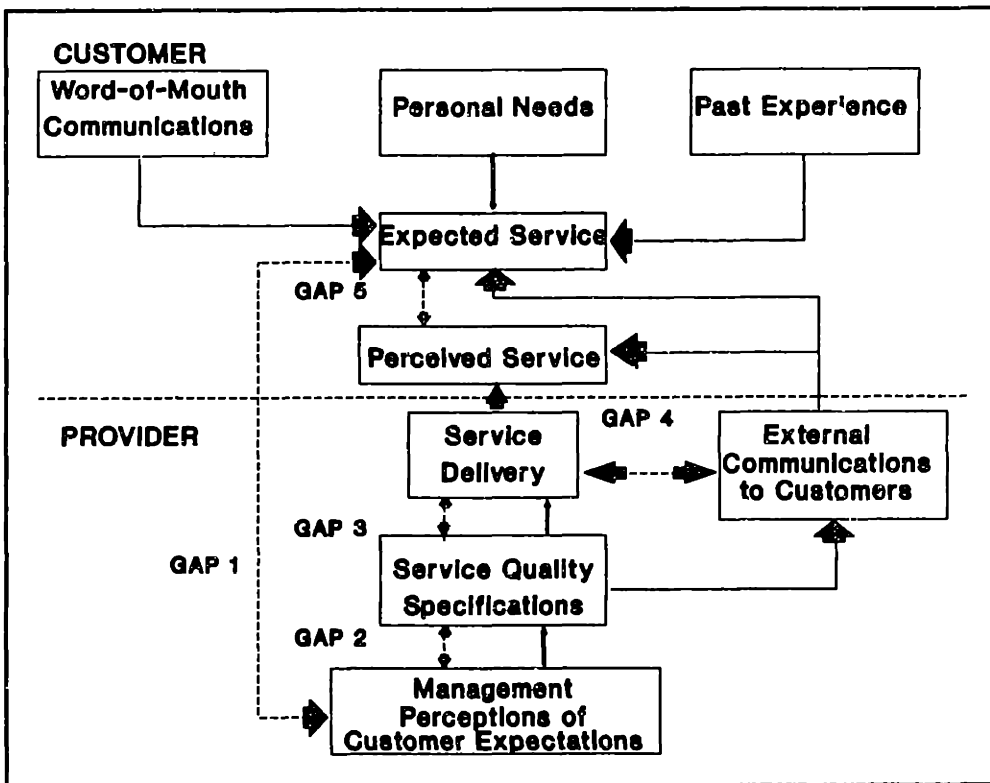 CUSTOMER
Word-of-Mouth
Communications
Personal Needs
Past Experience
Expected Service
GAP 5
Perceived Service
PROVIDER
GAP 4
Service
Delivery
External
Communications
to Customers
GAP 3
GAP 1
Service Quality
Specifications
GAP 2
Management
Perceptions of
Customer Expectations